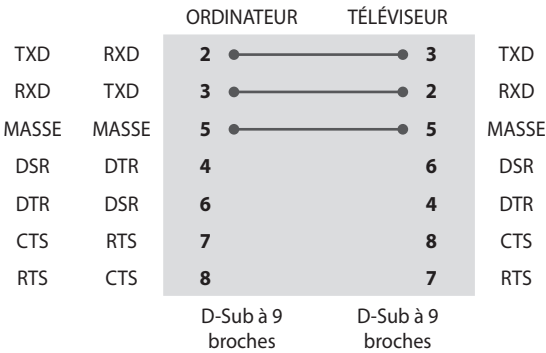 ORDINATEUR TÉLÉVISEUR
TXD RXD 2 3 TXD
RXD TXD 3 2 RXD
MASSE MASSE 5 5 MASSE
DSR DTR 4 6 DSR
DTR DSR 6 4 DTR
CTS RTS 7 8 CTS
RTS CTS 8 7 RTS
D-Sub à 9 D-Sub à 9
broches broches